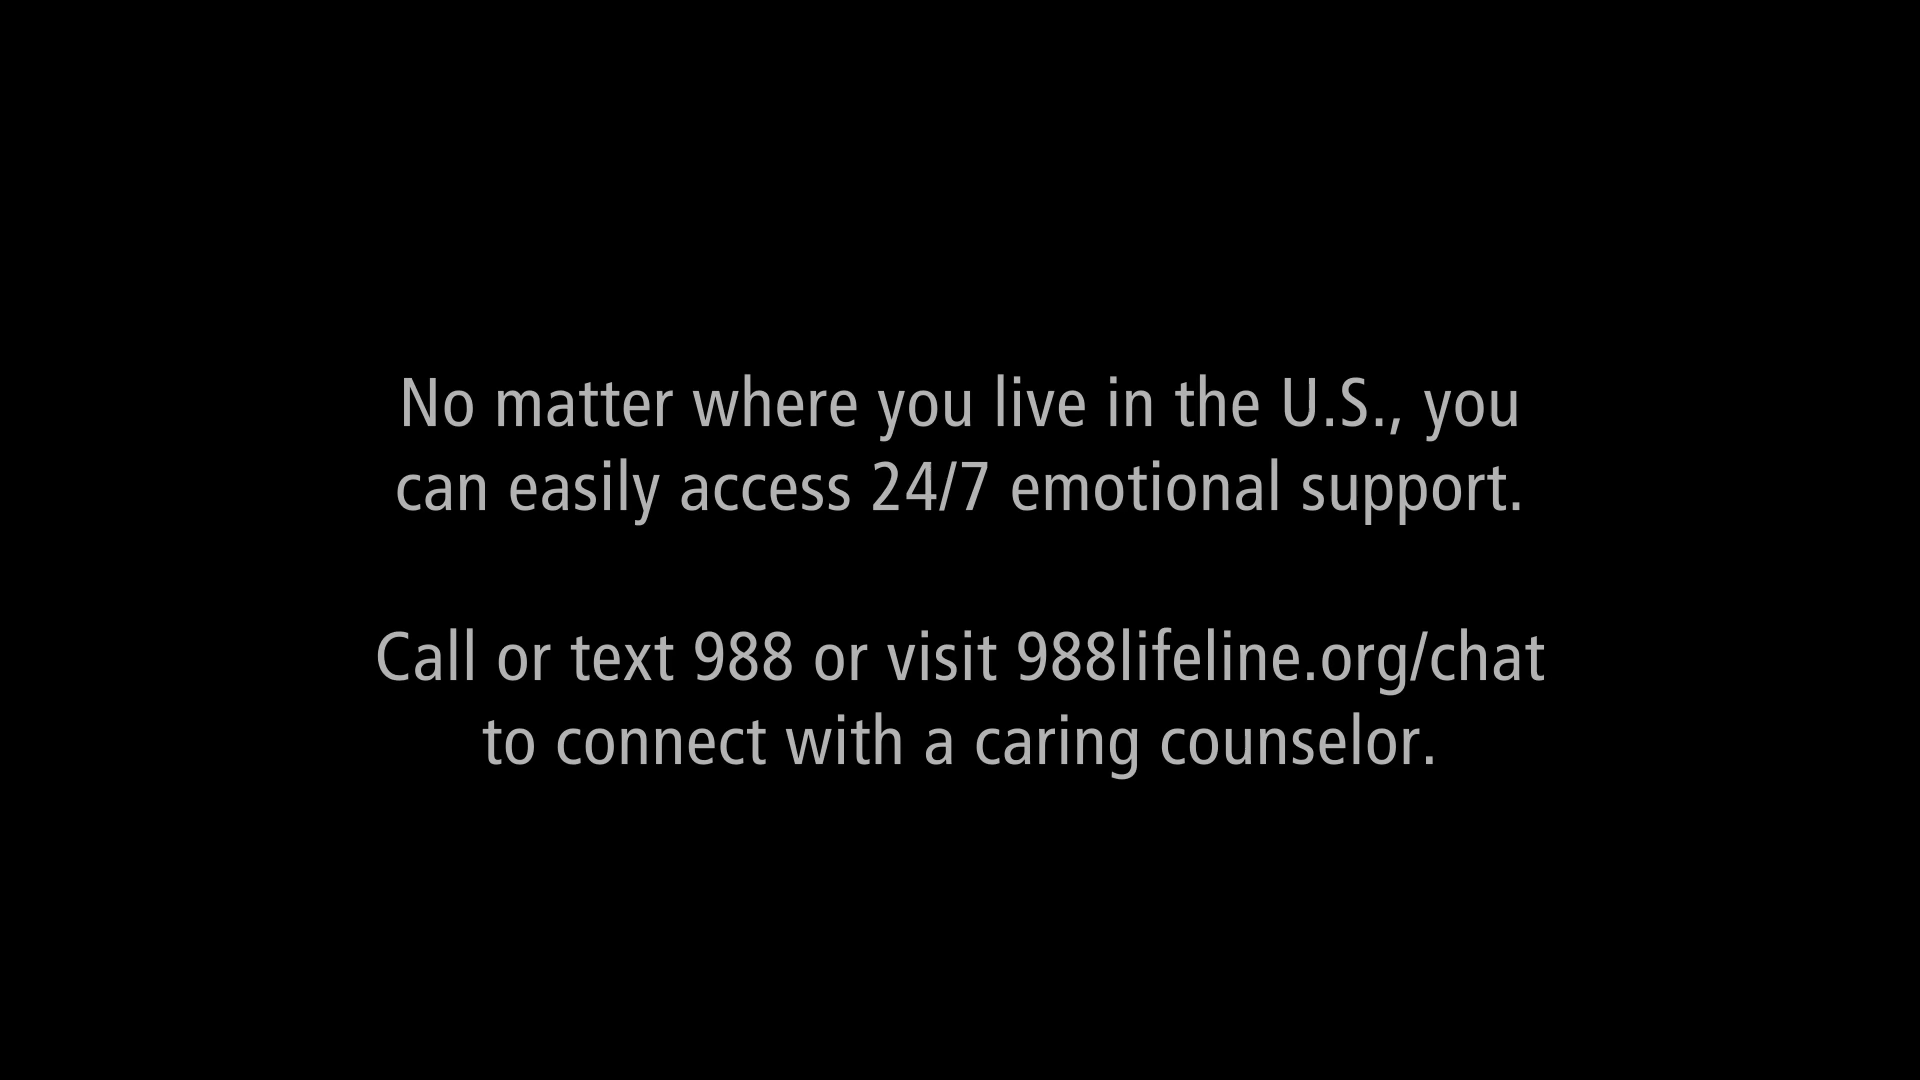 No matter where you live in the U.S., you
can easily access 24/7 emotional support.
Call or text 988 or visit 988lifeline.org/chat
to connect with a caring counselor.